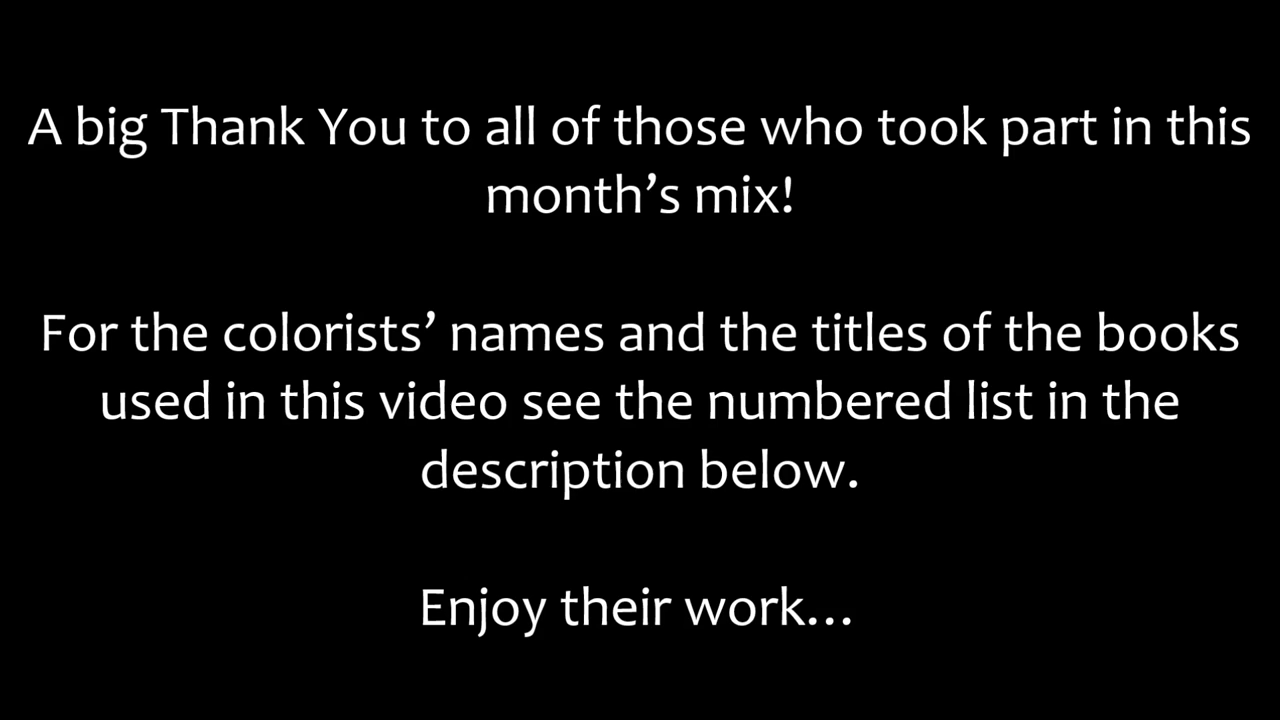 A big Thank You to all of those who took part in this
month’s mix!
For the colorists’ names and the titles of the books
used in this video see the numbered list in the
description below.
Enjoy their work…